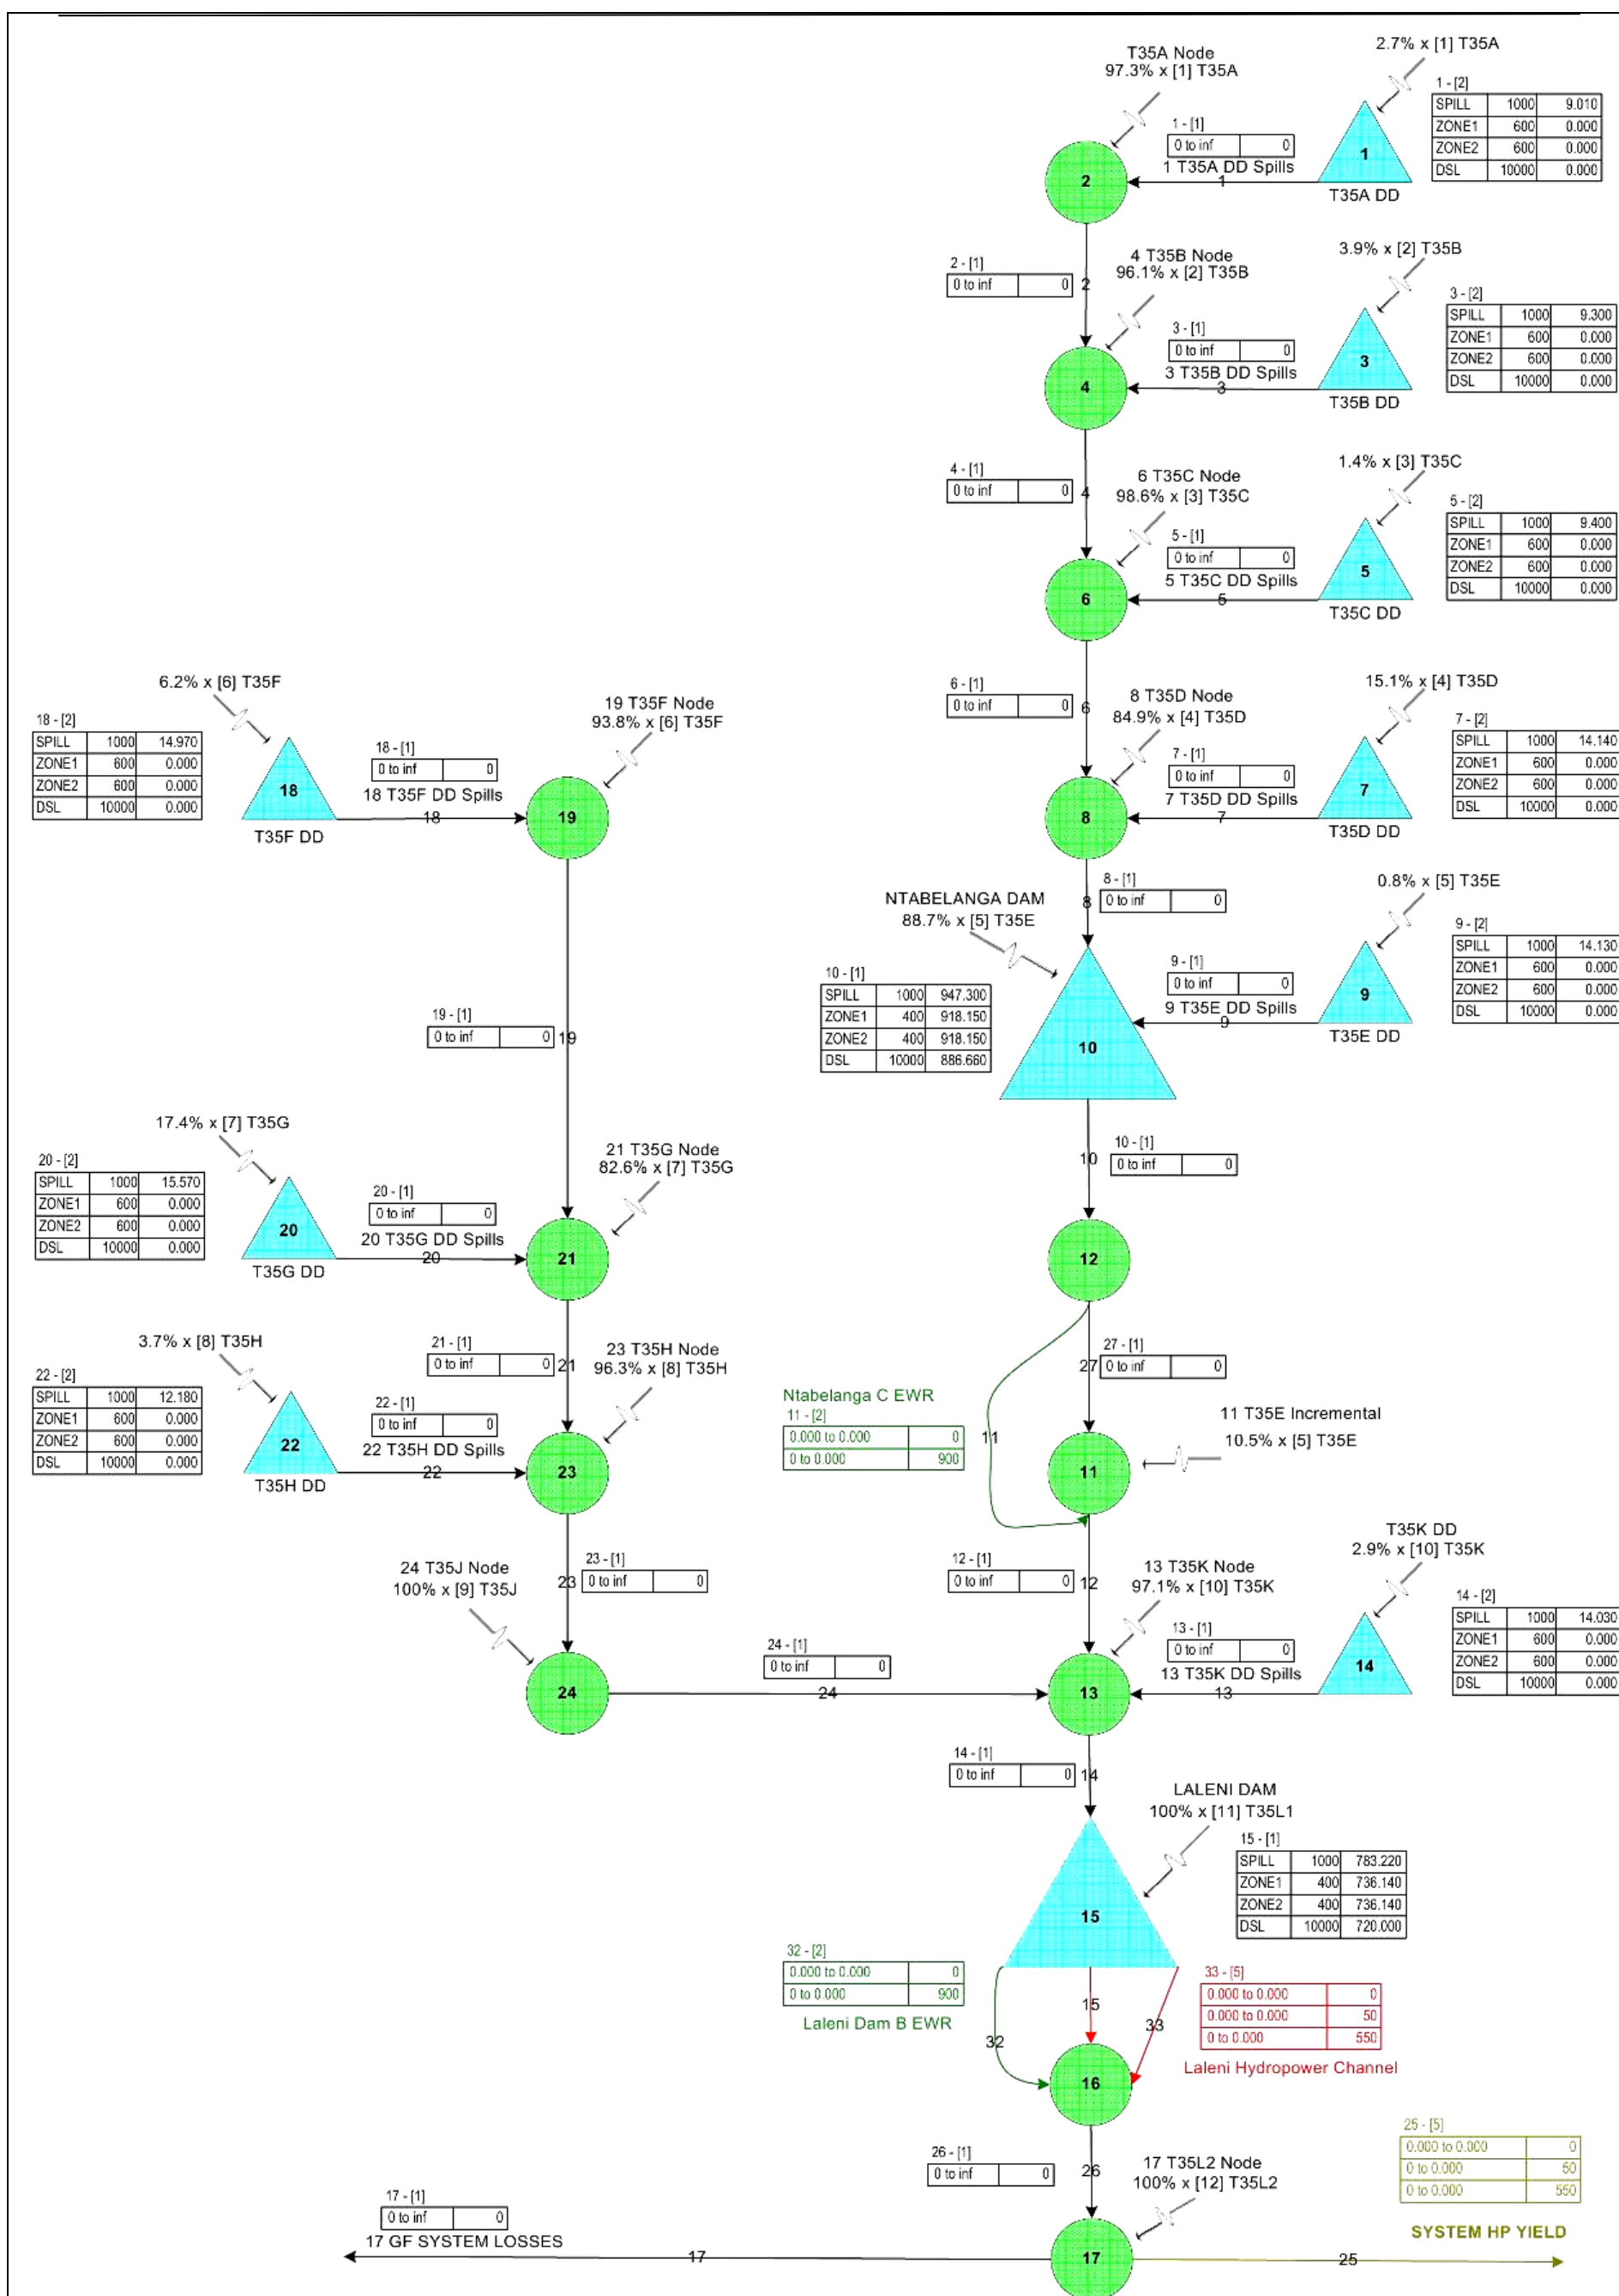 T35A Node
97.3% x [1] T35A
2.7% x [1] T35A
1 - [2]
SPILL 1000 9.010
ZONE1 600 0.000
ZONE2 600 0.000
DSL 10000 0.000
1 - [1]
0 to inf 0
1 T35A DD Spills
1
2
1
T35A DD
2 - [1]
0 to inf 0
2
4 T35B Node
96.1% x [2] T35B
3.9% x [2] T35B
3 - [2]
SPILL 1000 9.300
ZONE1 600 0.000
ZONE2 600 0.000
DSL 10000 0.000
3 - [1]
0 to inf 0
3 T35B DD Spills
4
3
3
T35B DD
4 - [1]
0 to inf 0
4
6 T35C Node
98.6% x [3] T35C
1.4% x [3] T35C
5 - [2]
SPILL 1000 9.400
ZONE1 600 0.000
ZONE2 600 0.000
DSL 10000 0.000
5 - [1]
0 to inf 0
5 T35C DD Spills
6
5
5
T35C DD
6 - [1]
0 to inf 0
6
8 T35D Node
84.9% x [4] T35D
15.1% x [4] T35D
7 - [2]
SPILL 1000 14.140
ZONE1 600 0.000
ZONE2 600 0.000
DSL 10000 0.000
7 - [1]
0 to inf 0
7 T35D DD Spills
8
7
7
T35D DD
6.2% x [6] T35F
18 - [2]
SPILL 1000 14.970
ZONE1 600 0.000
ZONE2 600 0.000
DSL 10000 0.000
18
T35F DD
18 - [1]
0 to inf 0
18 T35F DD Spills
18
19 T35F Node
93.8% x [6] T35F
19
8 - [1]
0 to inf 0
8
NTABELANGA DAM
88.7% x [5] T35E
0.8% x [5] T35E
9 - [2]
SPILL 1000 14.130
ZONE1 600 0.000
ZONE2 600 0.000
DSL 10000 0.000
10 - [1]
SPILL 1000 947.300
ZONE1 400 918.150
ZONE2 400 918.150
DSL 10000 886.660
9 - [1]
0 to inf 0
9 T35E DD Spills
10
9
9
T35E DD
19 - [1]
0 to inf 0
19
10 - [1]
0 to inf 0
10
17.4% x [7] T35G
20 - [2]
SPILL 1000 15.570
ZONE1 600 0.000
ZONE2 600 0.000
DSL 10000 0.000
20
T35G DD
20 - [1]
0 to inf 0
20 T35G DD Spills
20
21 T35G Node
82.6% x [7] T35G
21
12
21 - [1]
0 to inf 0
21
27 - [1]
0 to inf 0
27
3.7% x [8] T35H
22 - [2]
SPILL 1000 12.180
ZONE1 600 0.000
ZONE2 600 0.000
DSL 10000 0.000
22
T35H DD
22 - [1]
0 to inf 0
22 T35H DD Spills
22
23 T35H Node
96.3% x [8] T35H
23
Ntabelanga C EWR
11 - [2]
0.000 to 0.000 0
0 to 0.000 900
11
11 T35E Incremental
10.5% x [5] T35E
11
24 T35J Node
100% x [9] T35J
23 - [1]
0 to inf 0
23
12 - [1]
0 to inf 0
12
13 T35K Node
97.1% x [10] T35K
T35K DD
2.9% x [10] T35K
14 - [2]
SPILL 1000 14.030
ZONE1 600 0.000
ZONE2 600 0.000
DSL 10000 0.000
13 - [1]
0 to inf 0
13 T35K DD Spills
24 - [1]
0 to inf 0
24
24
13
13
14
14 - [1]
0 to inf 0
14
LALENI DAM
100% x [11] T35L1
15 - [1]
SPILL 1000 783.220
ZONE1 400 736.140
ZONE2 400 736.140
DSL 10000 720.000
15
32 - [2]
0.000 to 0.000 0
0 to 0.000 900
Laleni Dam B EWR
32
15
33
33 - [5]
0.000 to 0.000 0
0.000 to 0.000 50
0 to 0.000 550
Laleni Hydropower Channel
16
26 - [1]
0 to inf 0
26
17 T35L2 Node
100% x [12] T35L2
25 - [5]
0.000 to 0.000 0
0 to 0.000 50
0 to 0.000 550
SYSTEM HP YIELD
17 - [1]
0 to inf 0
17 GF SYSTEM LOSSES
17
17
25